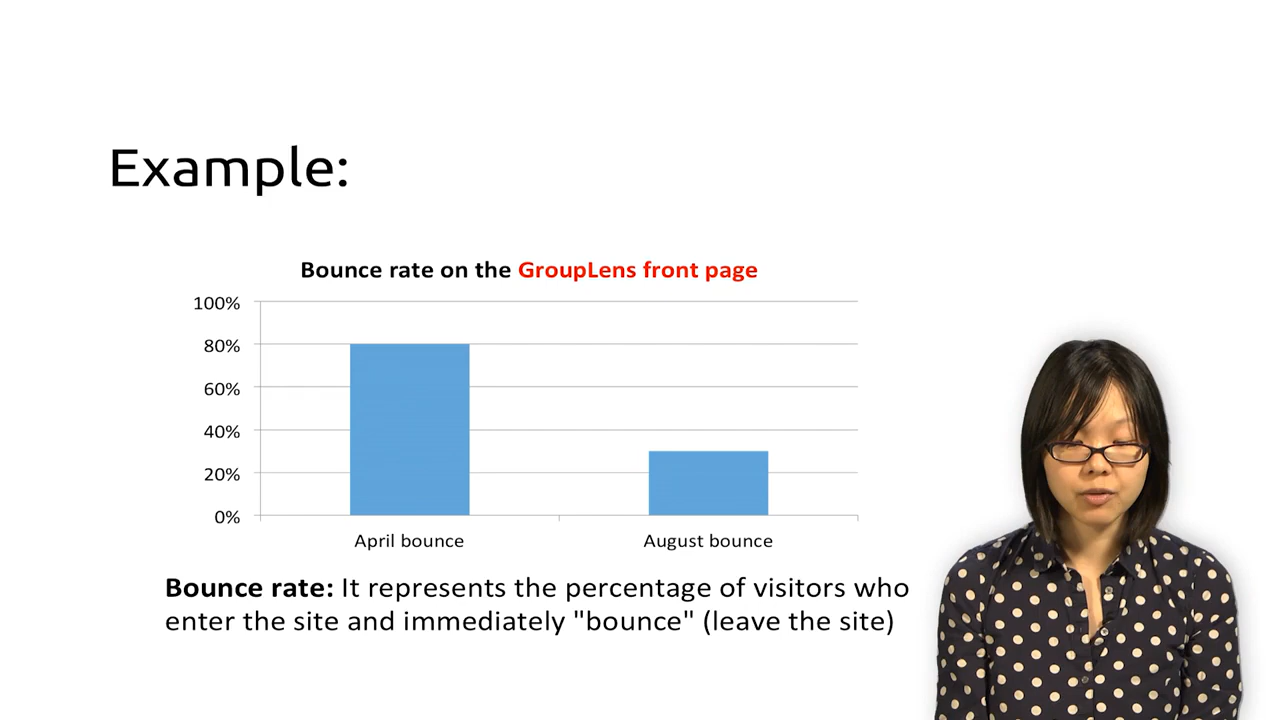 Example:
Bounce rate on the GroupLens front page
100%
80%
60%
40%
20%
0%
April bounce
August bounce
Bounce rate: It represents the percentage of visitors who
enter the site and immediately "bounce" (leave the site)